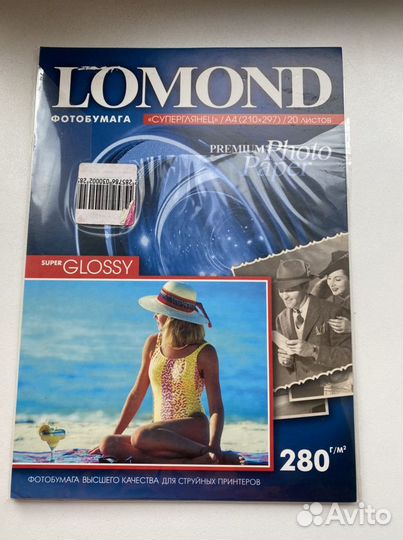 LOMOND
ФОТОБУМАГА
«СУПЕРГЛЯНЕЦ» / А4 (210×297) / 20 листов
PREMIUM Photo
Paper
SUPER GLOSSY
280 г/м²
ФОТОБУМАГА ВЫСШЕГО КАЧЕСТВА ДЛЯ СТРУЙНЫХ ПРИНТЕРОВ
Avito